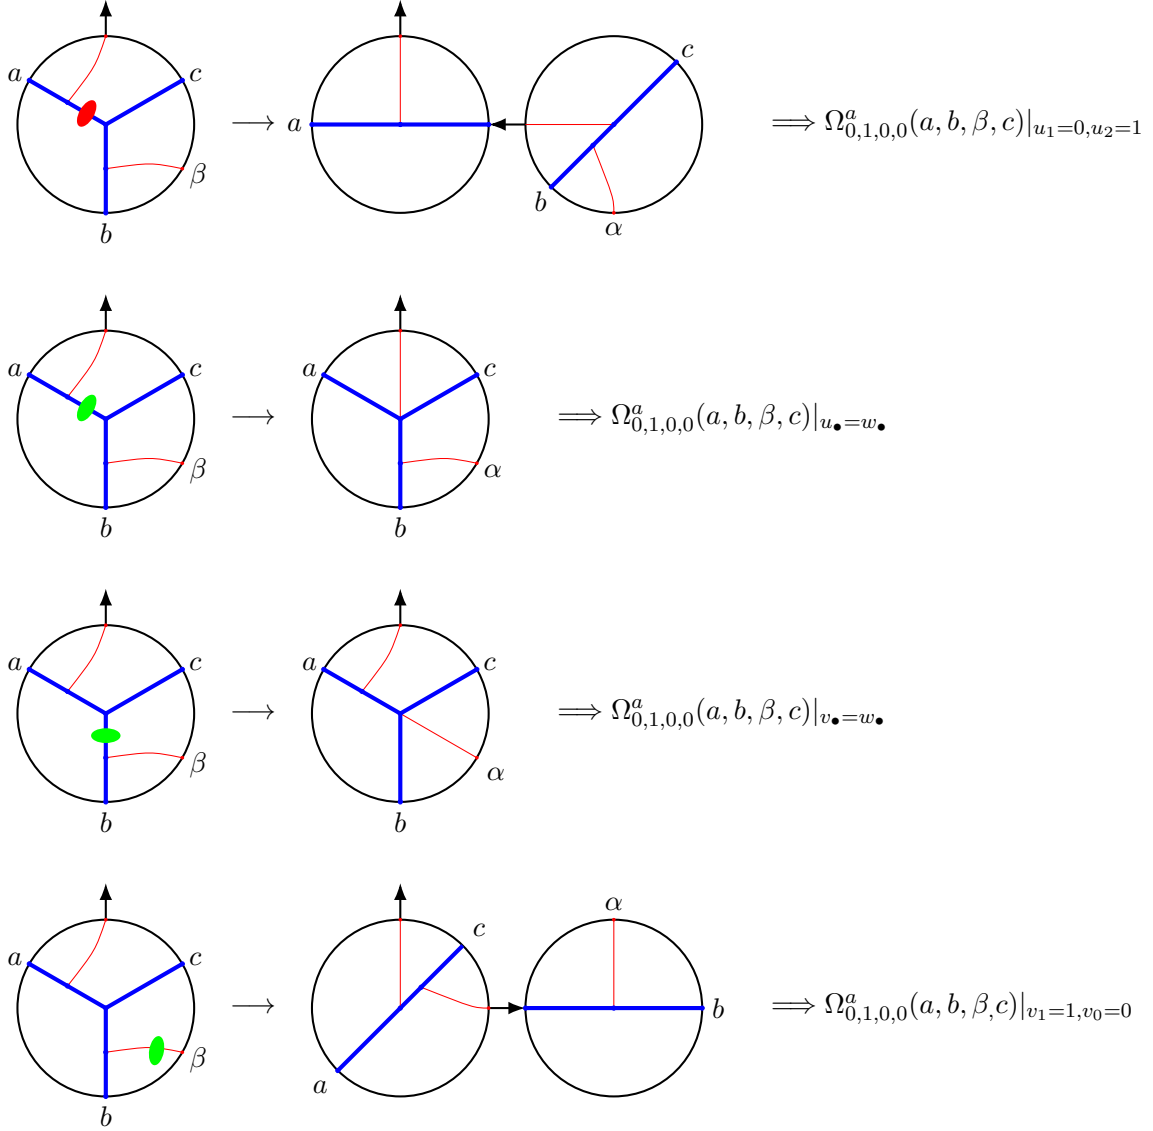 a c β b ⟶ a c b α ⟹ Ω^a_{0,1,0,0}(a, b, β, c)|_{u_1=0,u_2=1}
a c β b ⟶ a c α b ⟹ Ω^a_{0,1,0,0}(a, b, β, c)|_{u_•=w_•}
a c β b ⟶ a c α b ⟹ Ω^a_{0,1,0,0}(a, b, β, c)|_{v_•=w_•}
a c β b ⟶ a c α b ⟹ Ω^a_{0,1,0,0}(a, b, β_, c)|_{v_1=1,v_0=0}